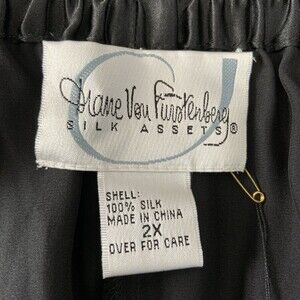 Diane Von Furstenberg
SILK ASSETS®
SHELL:
100% SILK
MADE IN CHINA
2X
OVER FOR CARE